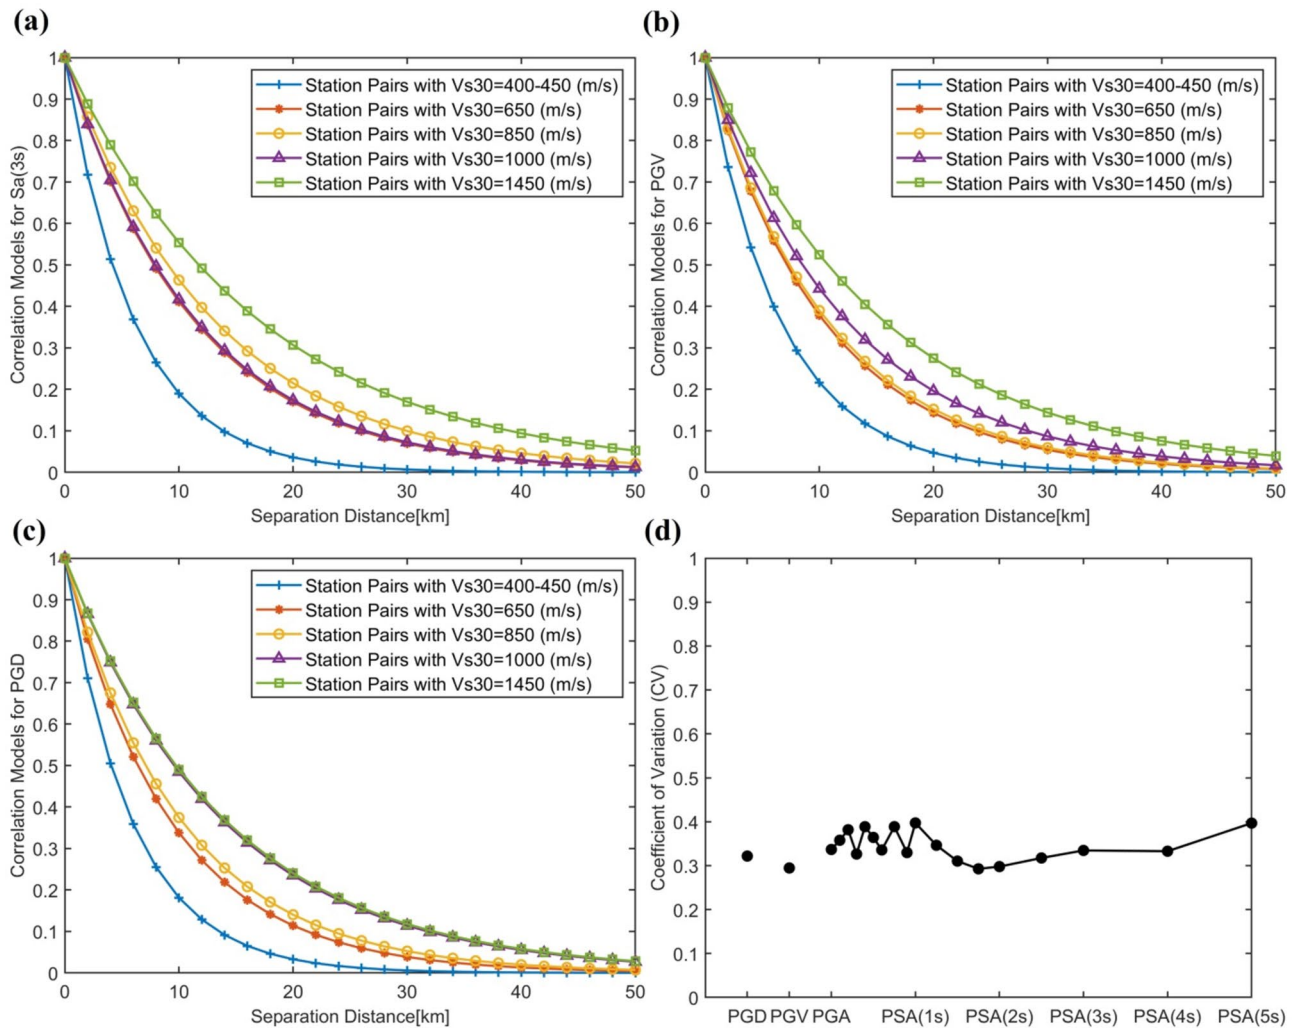 (a)
1
0.9
0.8
0.7
0.6
0.5
0.4
0.3
0.2
0.1
0
Correlation Models for Sa(3s)
Station Pairs with Vs30=400-450 (m/s)
Station Pairs with Vs30=650 (m/s)
Station Pairs with Vs30=850 (m/s)
Station Pairs with Vs30=1000 (m/s)
Station Pairs with Vs30=1450 (m/s)
0 10 20 30 40 50
Separation Distance[km]
(b)
1
0.9
0.8
0.7
0.6
0.5
0.4
0.3
0.2
0.1
0
Correlation Models for PGV
Station Pairs with Vs30=400-450 (m/s)
Station Pairs with Vs30=650 (m/s)
Station Pairs with Vs30=850 (m/s)
Station Pairs with Vs30=1000 (m/s)
Station Pairs with Vs30=1450 (m/s)
0 10 20 30 40 50
Separation Distance[km]
(c)
1
0.9
0.8
0.7
0.6
0.5
0.4
0.3
0.2
0.1
0
Correlation Models for PGD
Station Pairs with Vs30=400-450 (m/s)
Station Pairs with Vs30=650 (m/s)
Station Pairs with Vs30=850 (m/s)
Station Pairs with Vs30=1000 (m/s)
Station Pairs with Vs30=1450 (m/s)
0 10 20 30 40 50
Separation Distance[km]
(d)
1
0.9
0.8
0.7
0.6
0.5
0.4
0.3
0.2
0.1
0
Coefficient of Variation (CV)
PGD PGV PGA PSA(1s) PSA(2s) PSA(3s) PSA(4s) PSA(5s)